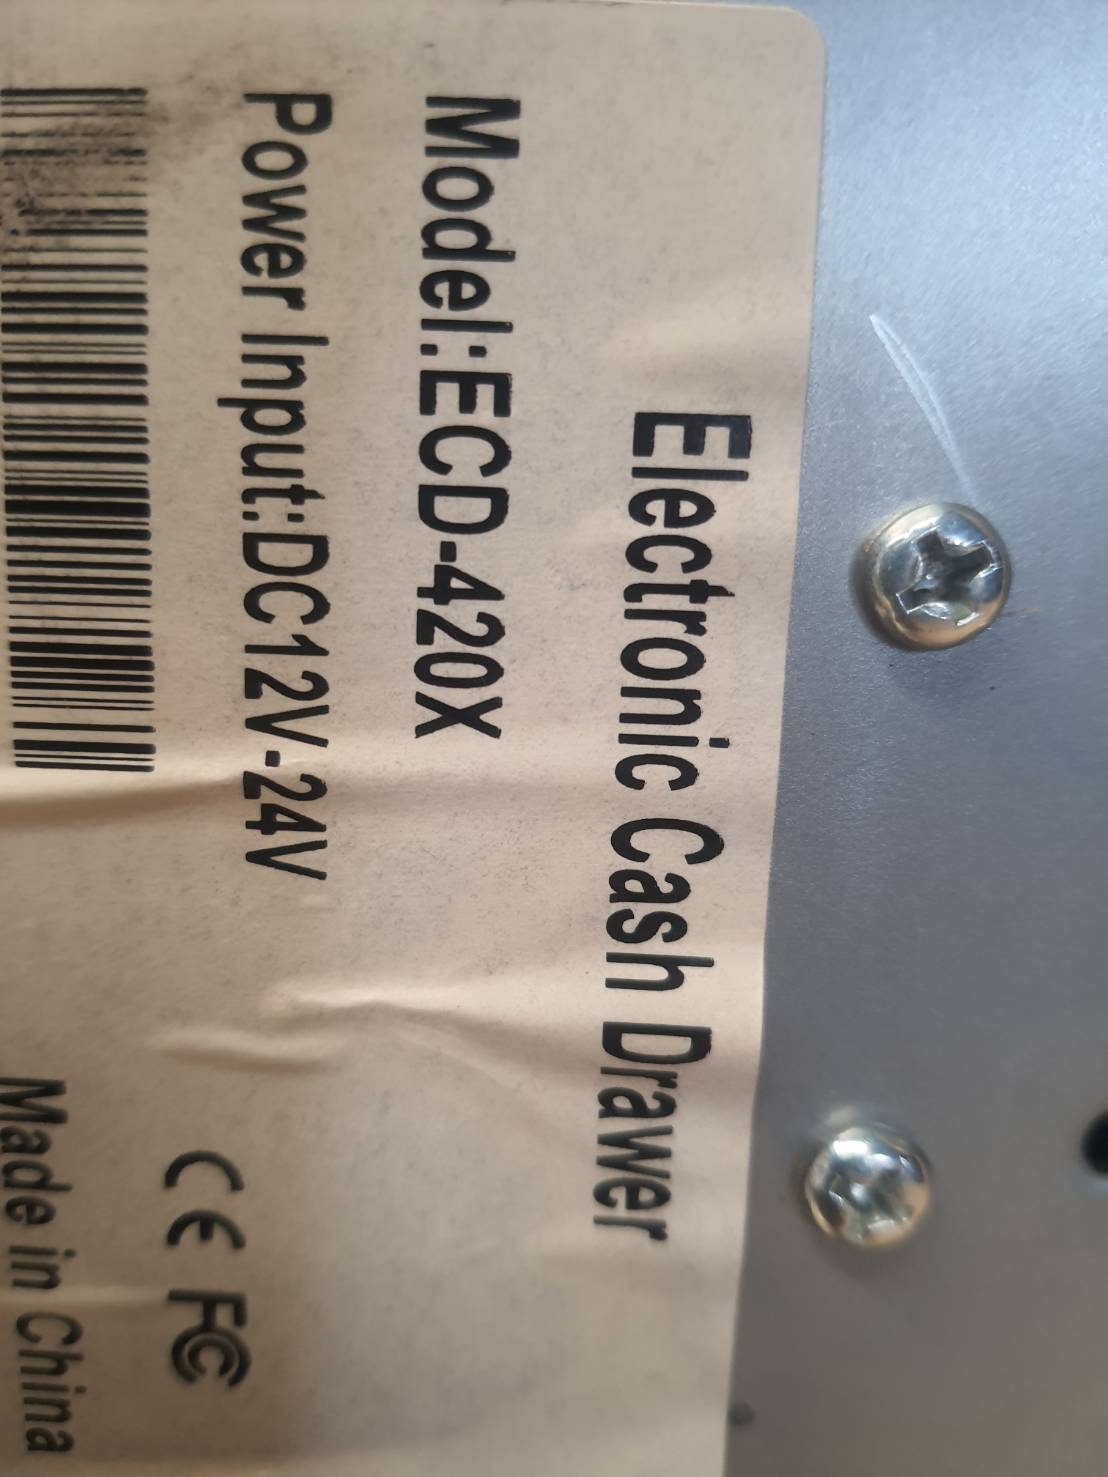 Electronic Cash Drawer
Model:ECD-420X
Power Input:DC12V-24V
CE FC
Made in China